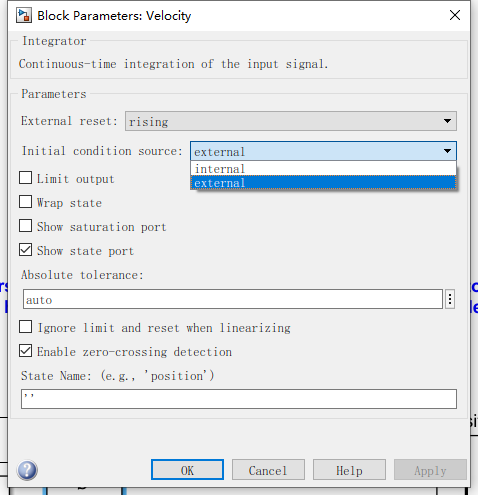 Block Parameters: Velocity
Integrator
Continuous-time integration of the input signal.
Parameters
External reset: rising
Initial condition source: external
internal
external
Limit output
Wrap state
Show saturation port
Show state port
Absolute tolerance:
auto
Ignore limit and reset when linearizing
Enable zero-crossing detection
State Name: (e.g., 'position')
''
OK
Cancel
Help
Apply